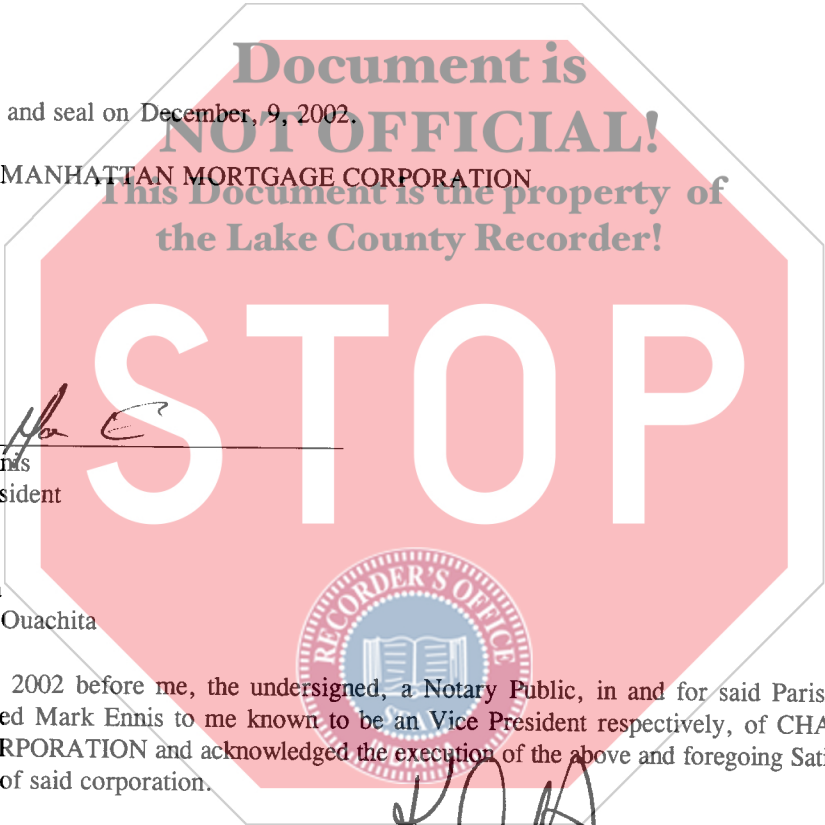 Document is
and seal on December, 9, 2002.
NOT OFFICIAL!
MANHATTAN MORTGAGE CORPORATION
This Document is the property of
the Lake County Recorder!
STOP
nis
sident
Ouachita
RECORDER'S OFFICE
2002 before me, the undersigned, a Notary Public, in and for said Paris
ed Mark Ennis to me known to be an Vice President respectively, of CHA
RPORATION and acknowledged the execution of the above and foregoing Sati
of said corporation.